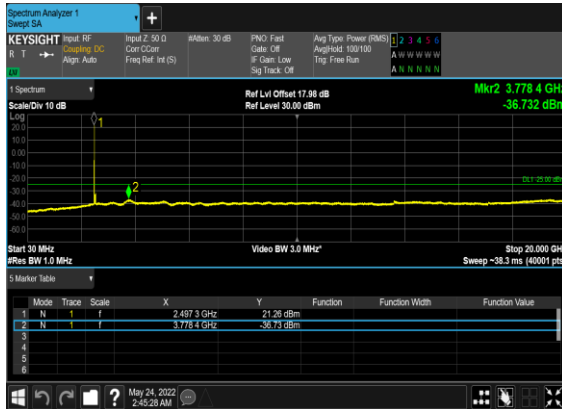 Spectrum Analyzer 1
Swept SA
+
KEYSIGHT Input: RF Input Z: 50 Ω #Atten: 30 dB PNO: Fast Avg Type: Power (RMS) 1 2 3 4 5 6
R T Coupling: DC Corr CCorr Gate: Off Avg|Hold: 100/100 A W W W W W
Align: Auto Freq Ref: Int (S) IF Gain: Low Trig: Free Run
Sig Track: Off A N N N N N
LXI
1 Spectrum Ref Lvl Offset 17.98 dB Mkr2 3.778 4 GHz
Scale/Div 10 dB Ref Level 30.00 dBm -36.732 dBm
Log
1
20.0
10.0
0.00
-10.0
-20.0
DL1 -25.00 dBm
2
-30.0
-40.0
-50.0
-60.0
Start 30 MHz Video BW 3.0 MHz* Stop 20.000 GHz
#Res BW 1.0 MHz Sweep ~38.3 ms (40001 pts)
5 Marker Table
Mode Trace Scale X Y Function Function Width Function Value
1 N 1 f 2.497 3 GHz 21.26 dBm
2 N 1 f 3.778 4 GHz -36.73 dBm
3
4
5
6
? May 24, 2022
2:45:28 AM